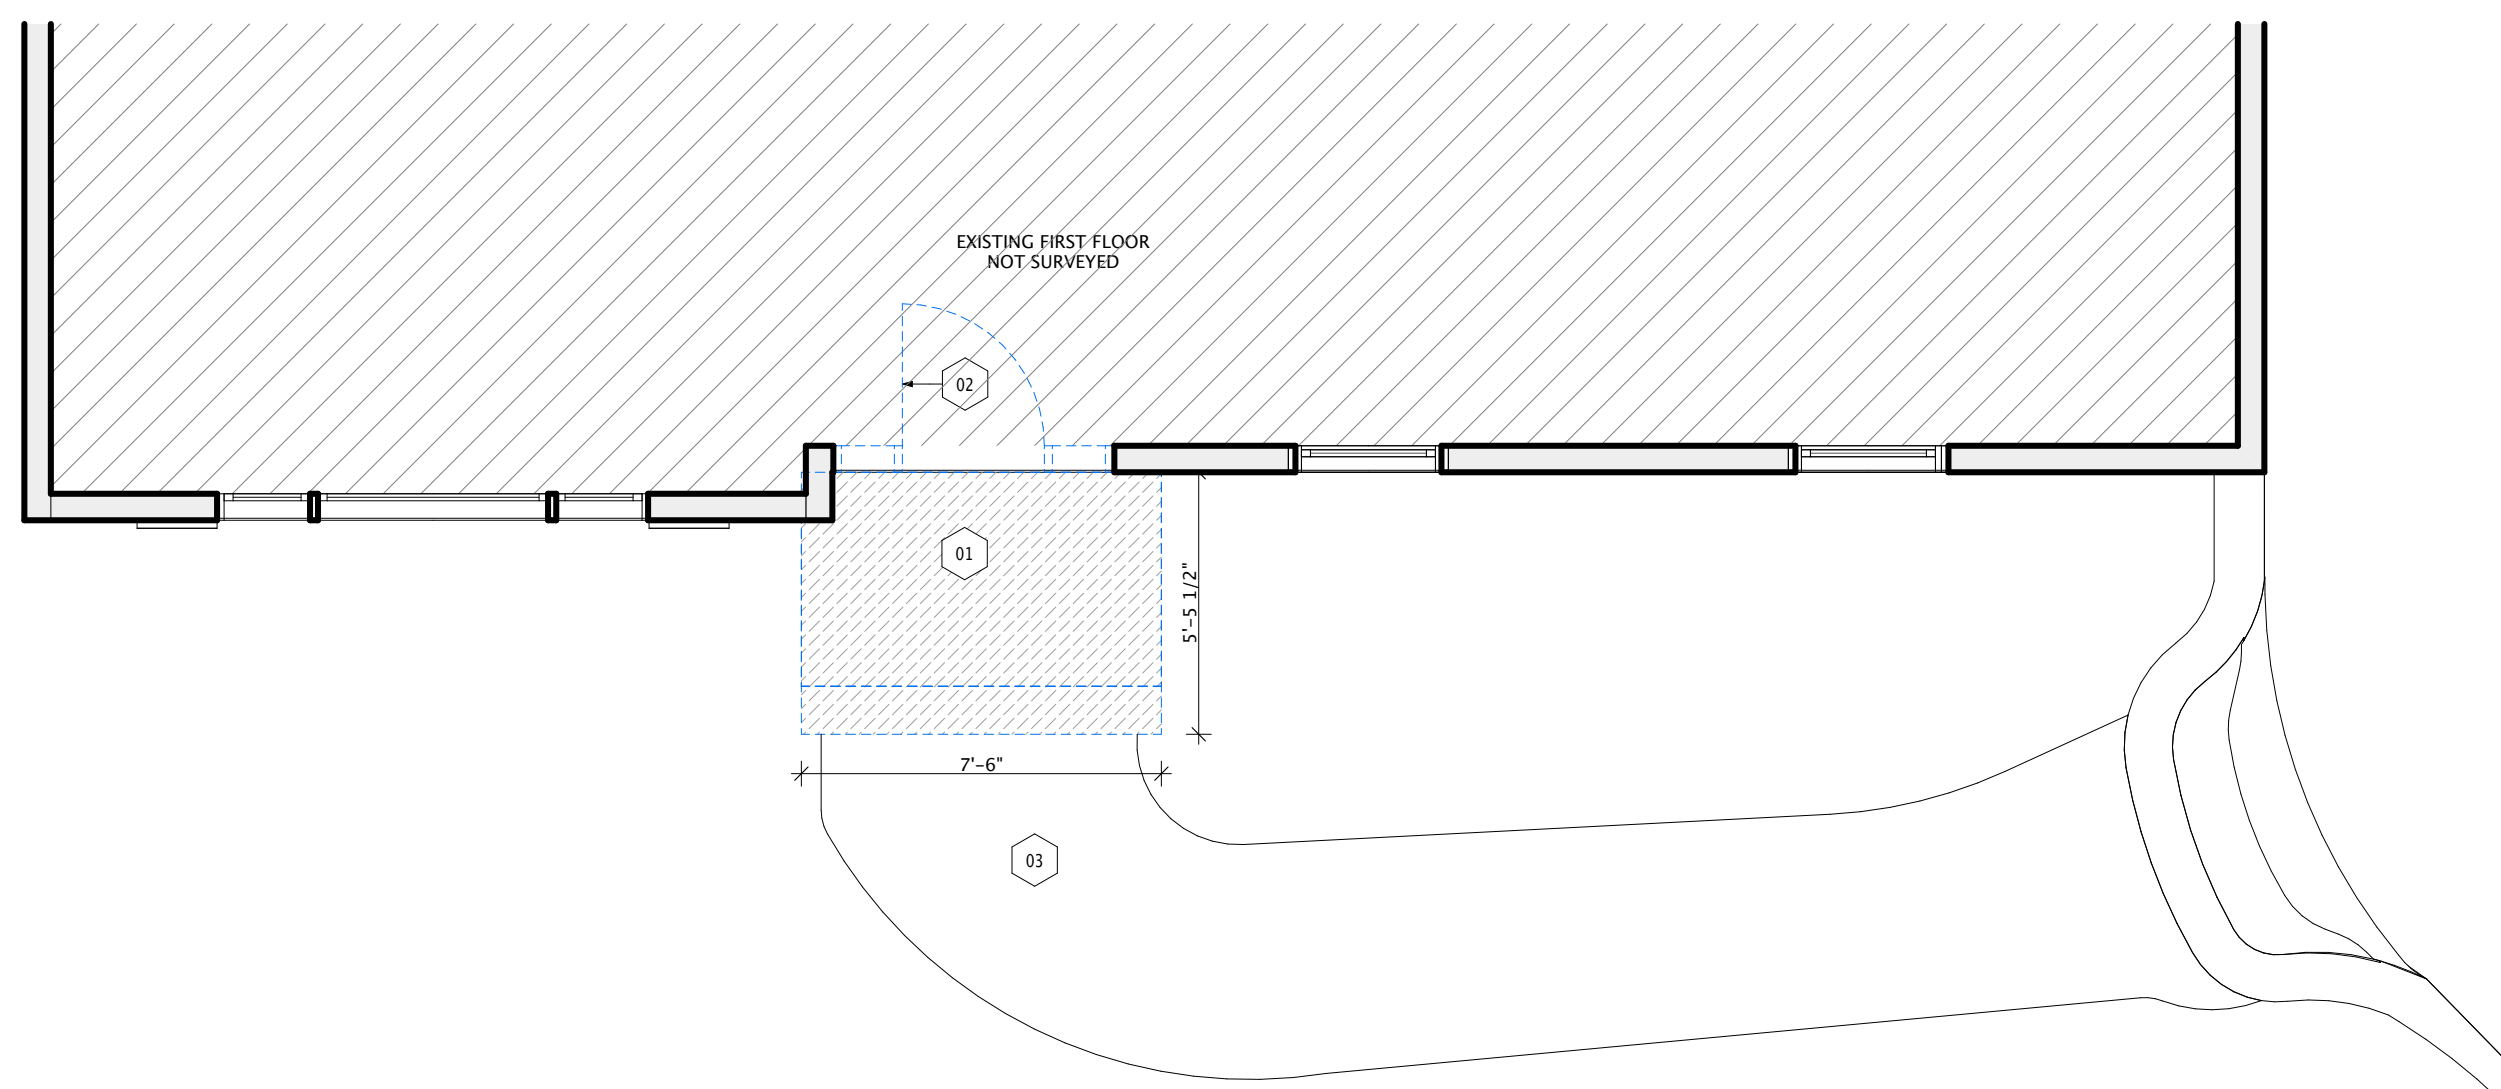 EXISTING FIRST FLOOR
NOT SURVEYED
02
01
5'-5 1/2"
7'-6"
03